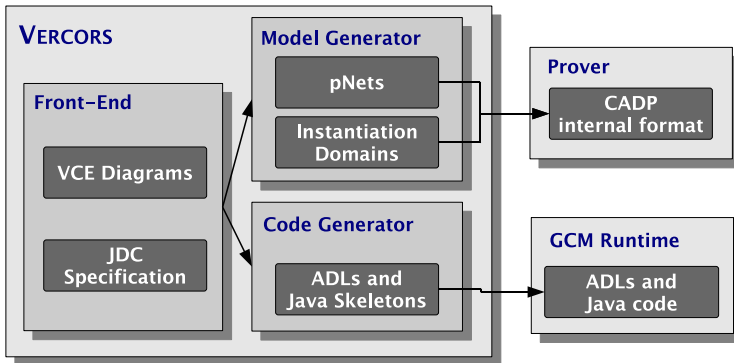 VERCORS
Front-End
VCE Diagrams
JDC
Specification
Model Generator
pNets
Instantiation
Domains
Code Generator
ADLs and
Java Skeletons
Prover
CADP
internal format
GCM Runtime
ADLs and
Java code